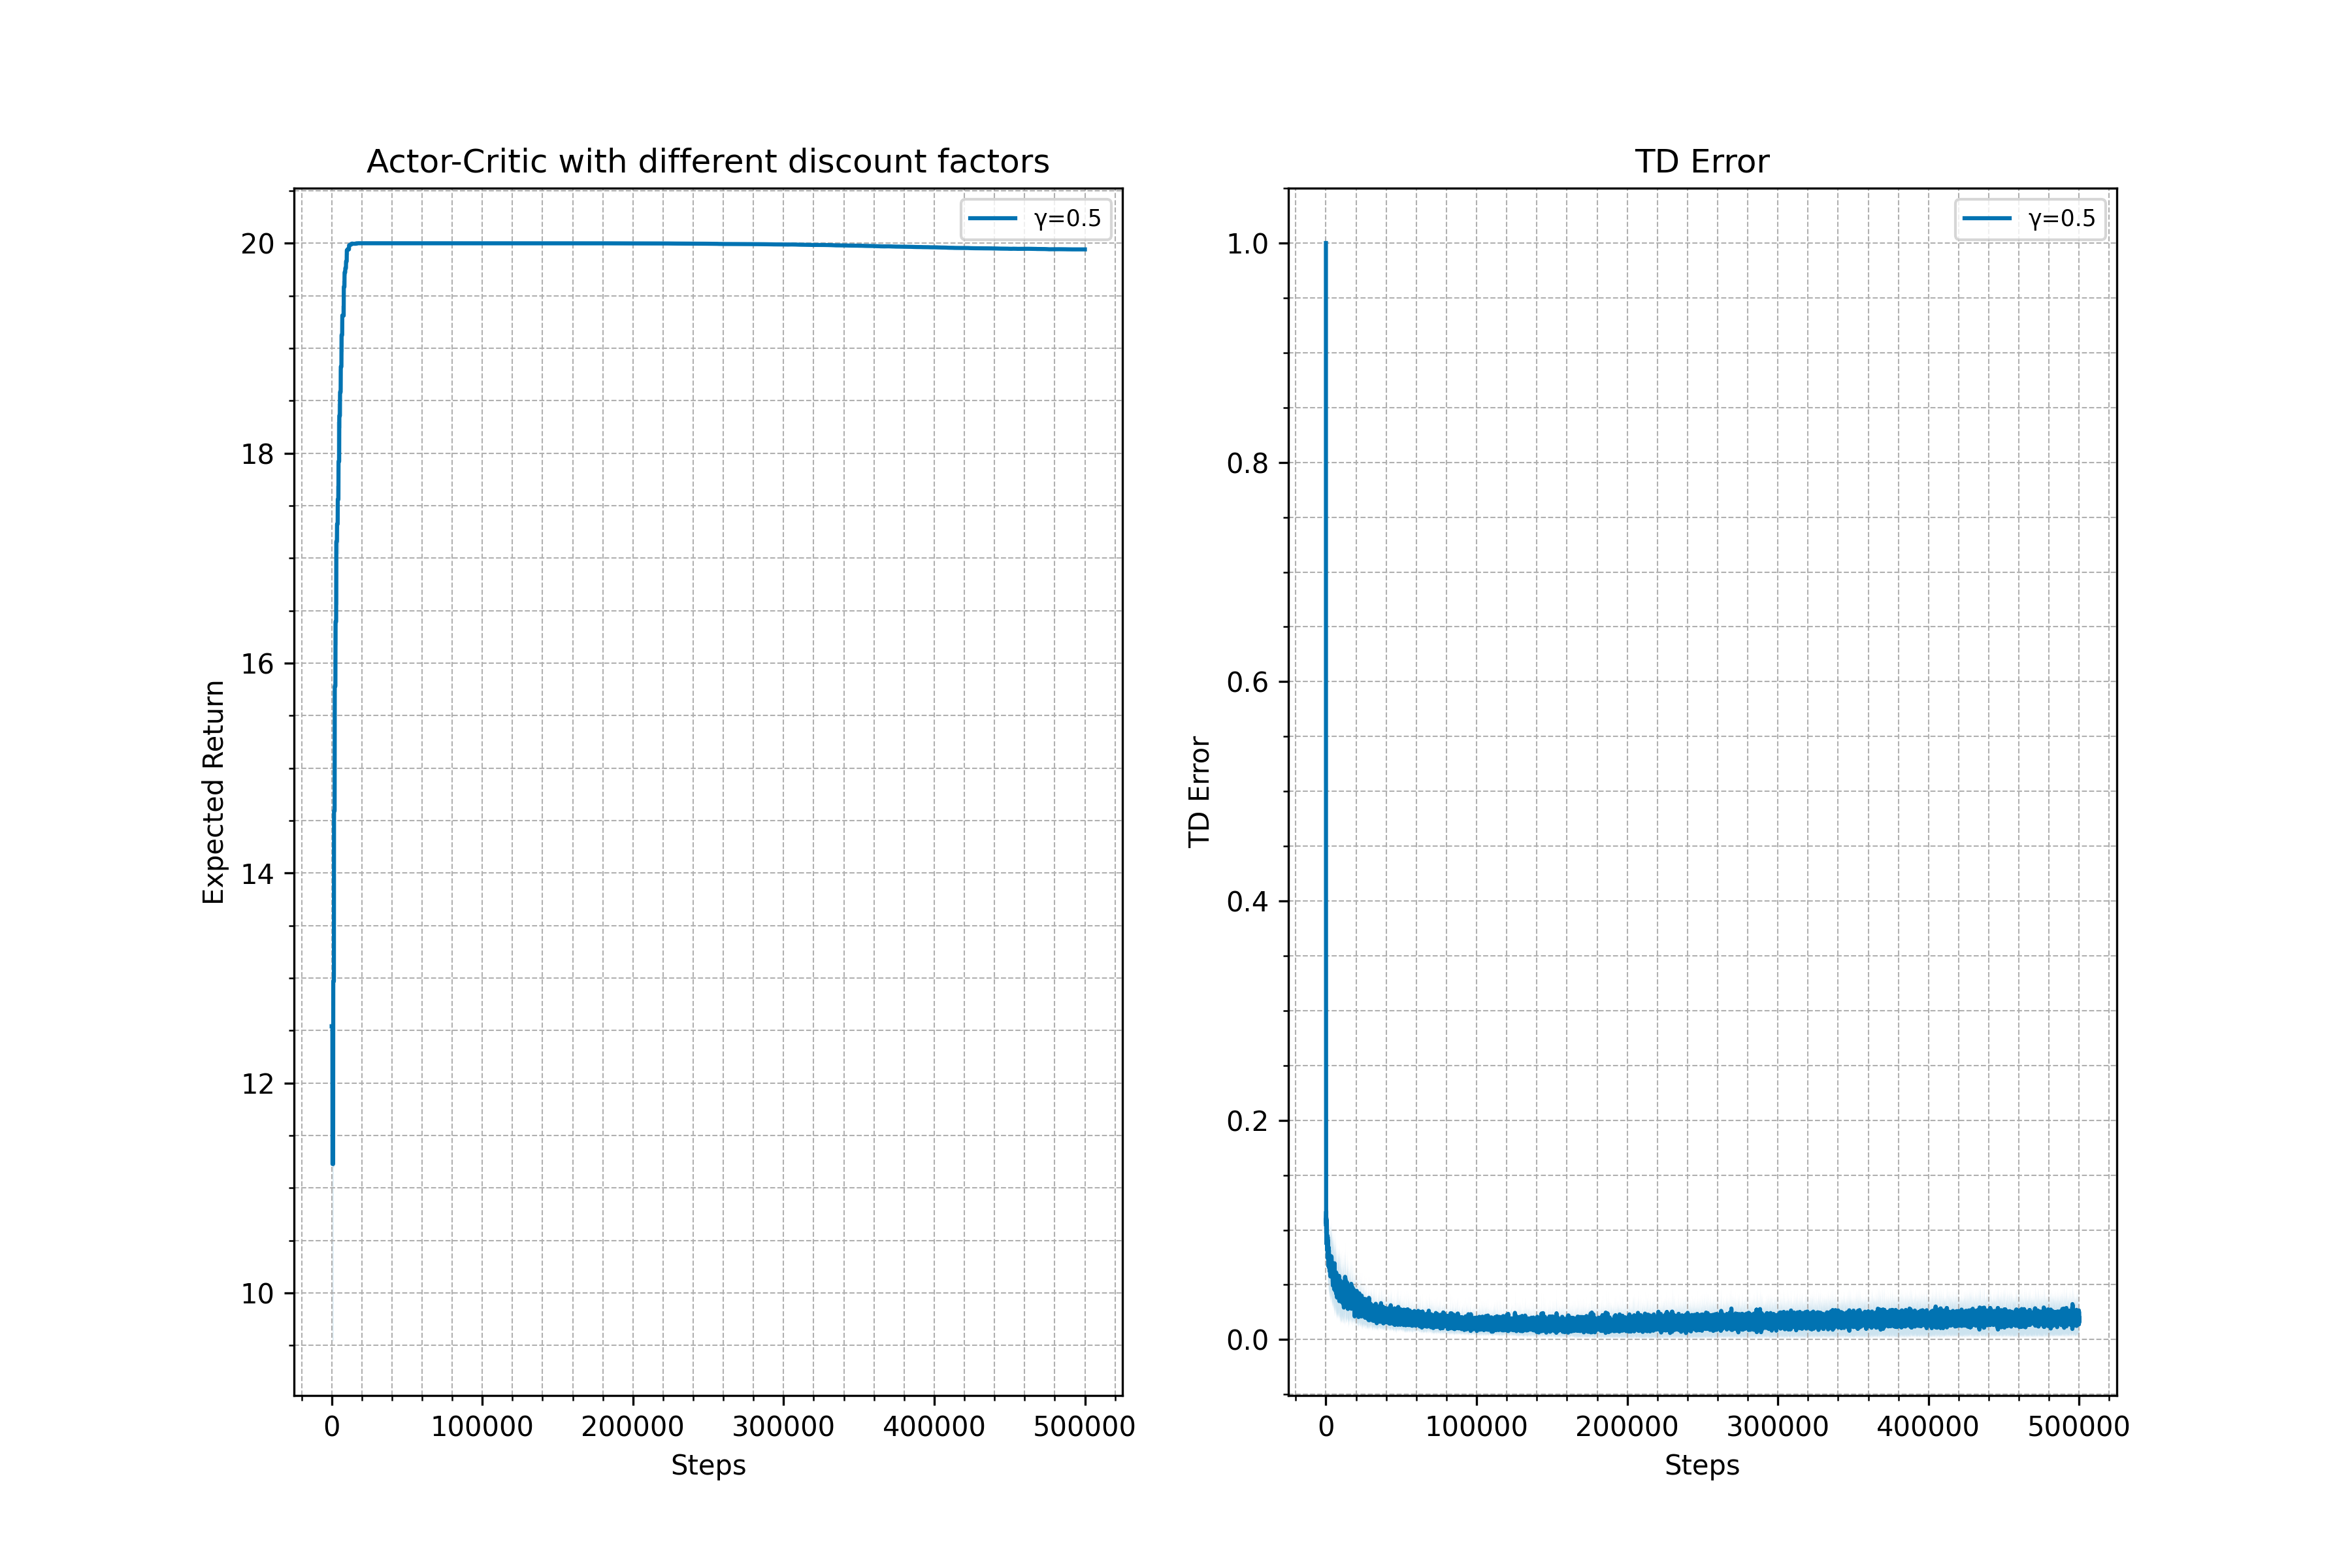 Actor-Critic with different discount factors
γ=0.5
Expected Return
20
18
16
14
12
10
0 100000 200000 300000 400000 500000
Steps
TD Error
γ=0.5
TD Error
1.0
0.8
0.6
0.4
0.2
0.0
0 100000 200000 300000 400000 500000
Steps